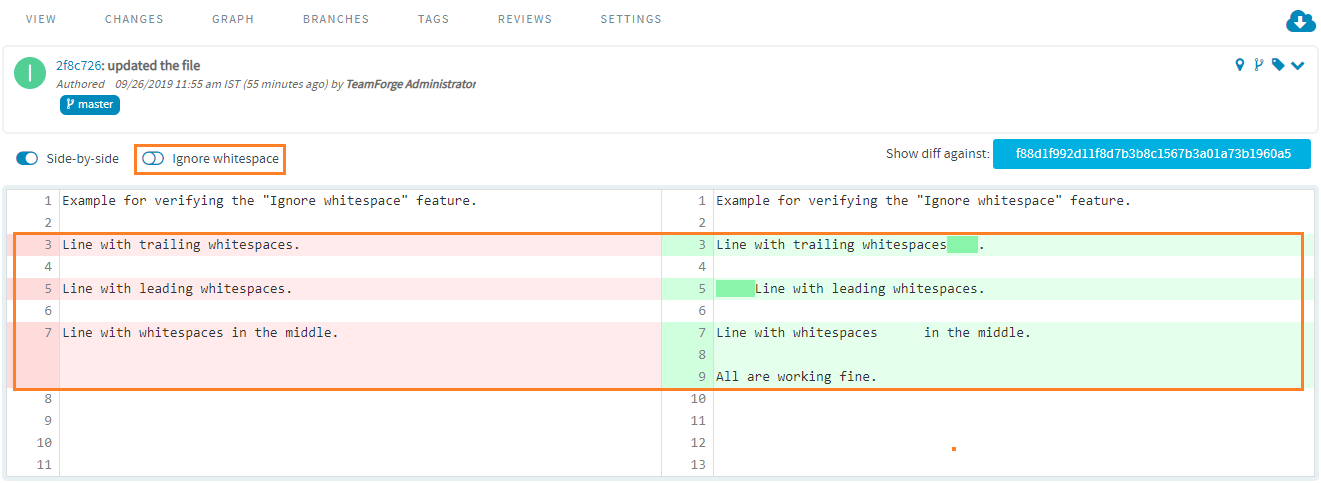 VIEW CHANGES GRAPH BRANCHES TAGS REVIEWS SETTINGS
I
2f8c726: updated the file
Authored 09/26/2019 11:55 am IST (55 minutes ago) by TeamForge Administrator
master
Side-by-side Ignore whitespace Show diff against: f88d1f992d11f8d7b3b8c1567b3a01a73b1960a5
1 Example for verifying the "Ignore whitespace" feature. 1 Example for verifying the "Ignore whitespace" feature.
2 2
3 Line with trailing whitespaces. 3 Line with trailing whitespaces    .
4 4
5 Line with leading whitespaces. 5      Line with leading whitespaces.
6 6
7 Line with whitespaces in the middle. 7 Line with whitespaces      in the middle.
8
9 All are working fine.
8 10
9 11
10 12
11 13